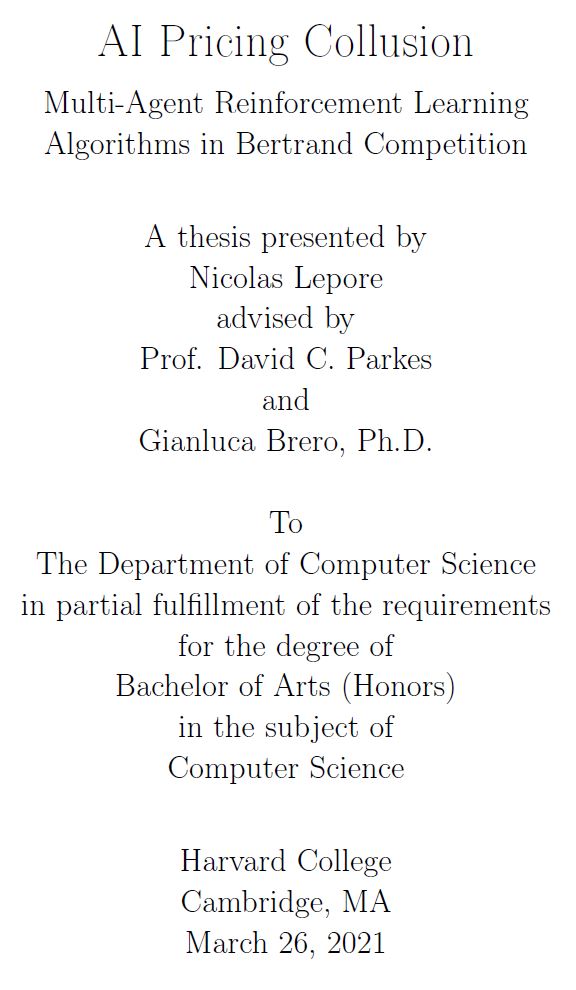 AI Pricing Collusion
Multi-Agent Reinforcement Learning
Algorithms in Bertrand Competition
A thesis presented by
Nicolas Lepore
advised by
Prof. David C. Parkes
and
Gianluca Brero, Ph.D.
To
The Department of Computer Science
in partial fulfillment of the requirements
for the degree of
Bachelor of Arts (Honors)
in the subject of
Computer Science
Harvard College
Cambridge, MA
March 26, 2021